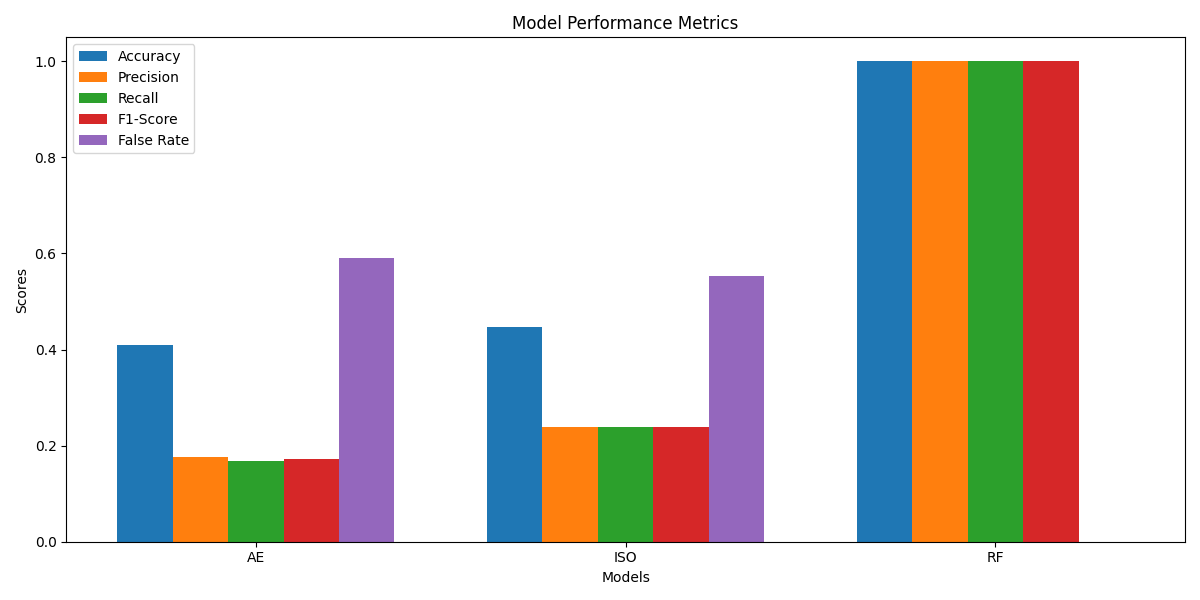 Model Performance Metrics
Accuracy
Precision
Recall
F1-Score
False Rate
Scores
1.0
0.8
0.6
0.4
0.2
0.0
AE
ISO
RF
Models